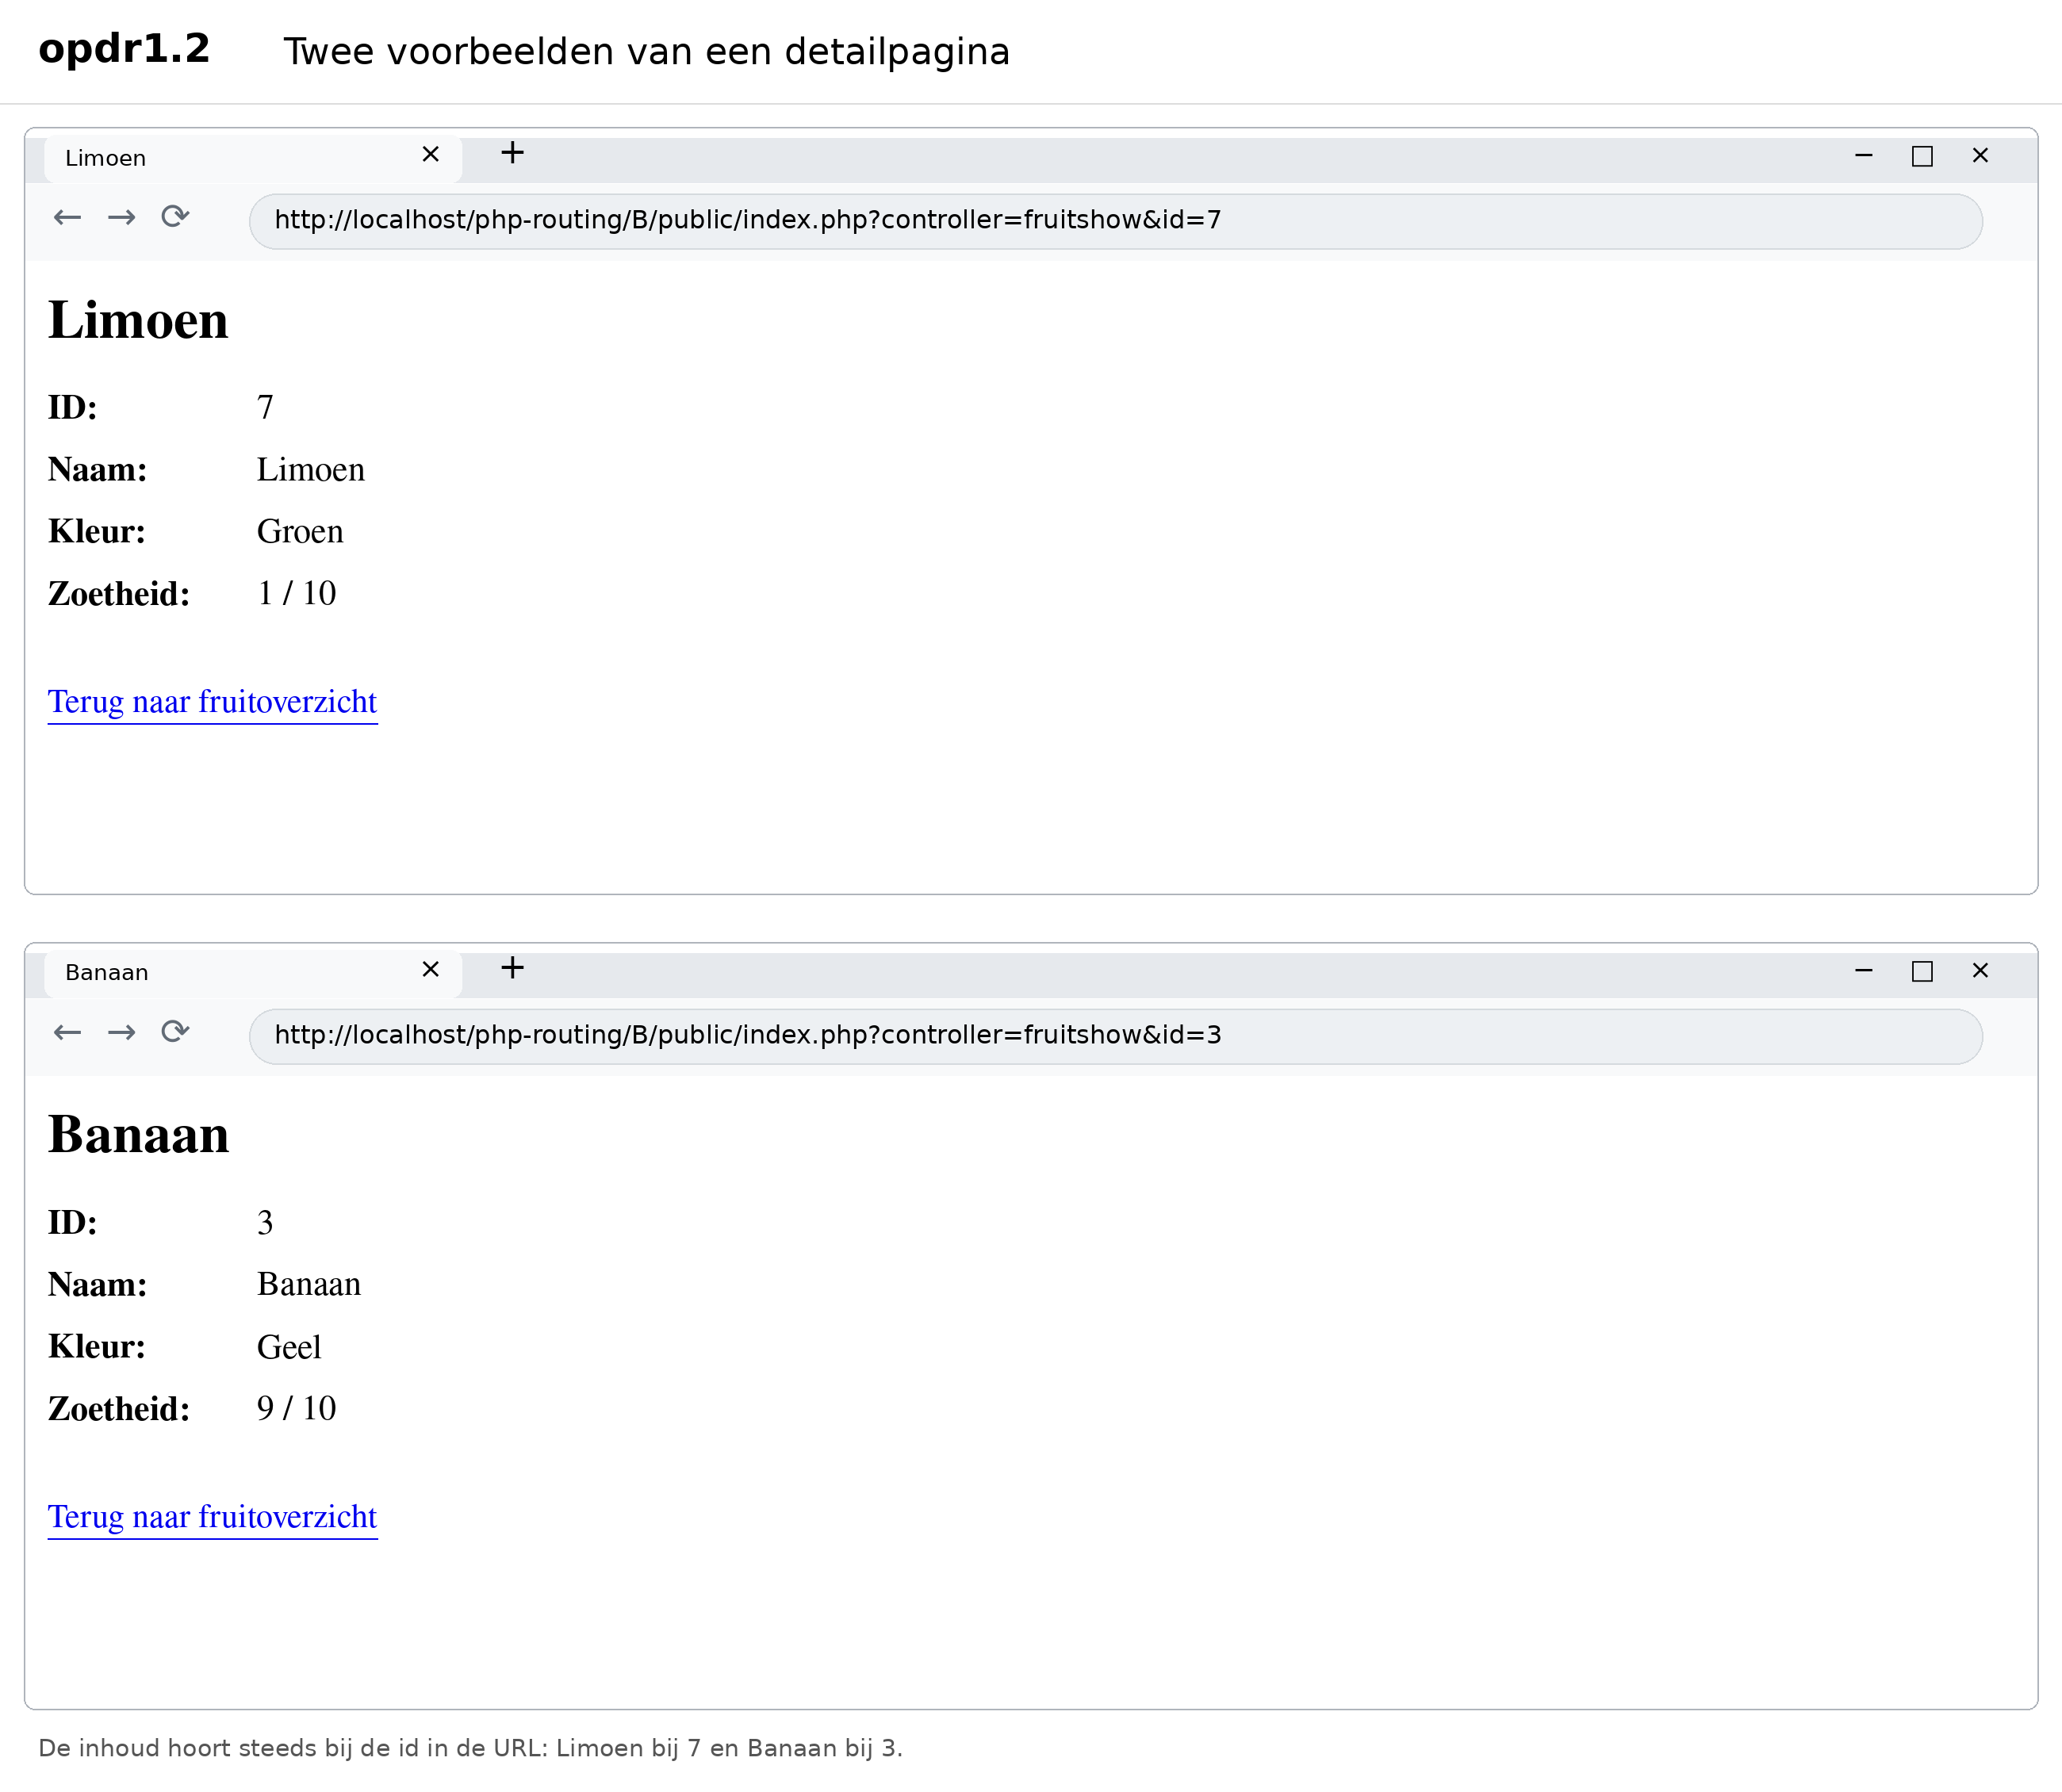 opdr1.2 Twee voorbeelden van een detailpagina
Limoen
http://localhost/php-routing/B/public/index.php?controller=fruitshow&id=7
Limoen
ID: 7
Naam: Limoen
Kleur: Groen
Zoetheid: 1 / 10
Terug naar fruitoverzicht
Banaan
http://localhost/php-routing/B/public/index.php?controller=fruitshow&id=3
Banaan
ID: 3
Naam: Banaan
Kleur: Geel
Zoetheid: 9 / 10
Terug naar fruitoverzicht
De inhoud hoort steeds bij de id in de URL: Limoen bij 7 en Banaan bij 3.